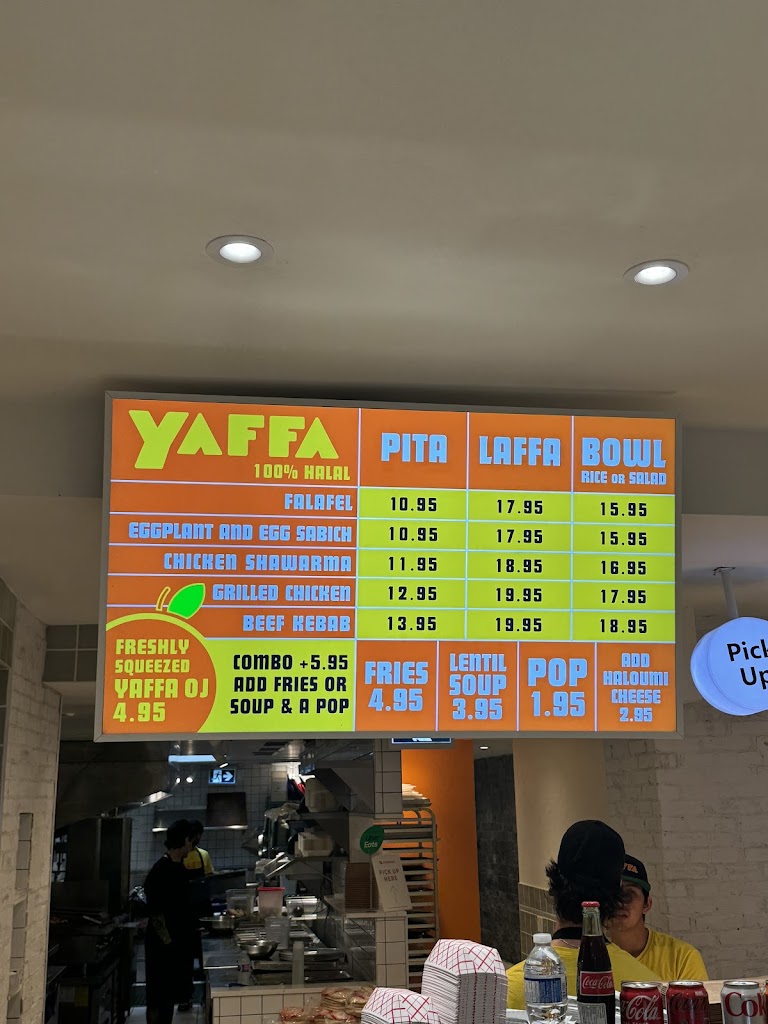 YAFFA
100% HALAL
PITA
LAFFA
BOWL
RICE OR SALAD
FALAFEL 10.95 17.95 15.95
EGGPLANT AND EGG SABICH 10.95 17.95 15.95
CHICKEN SHAWARMA 11.95 18.95 16.95
GRILLED CHICKEN 12.95 19.95 17.95
BEEF KEBAB 13.95 19.95 18.95
FRESHLY
SQUEEZED
YAFFA OJ
4.95
COMBO +5.95
ADD FRIES OR
SOUP & A POP
FRIES
4.95
LENTIL
SOUP
3.95
POP
1.95
ADD
HALOUMI
CHEESE
2.95
Pick
Up
Eats
PICK UP
HERE
Coca-Cola